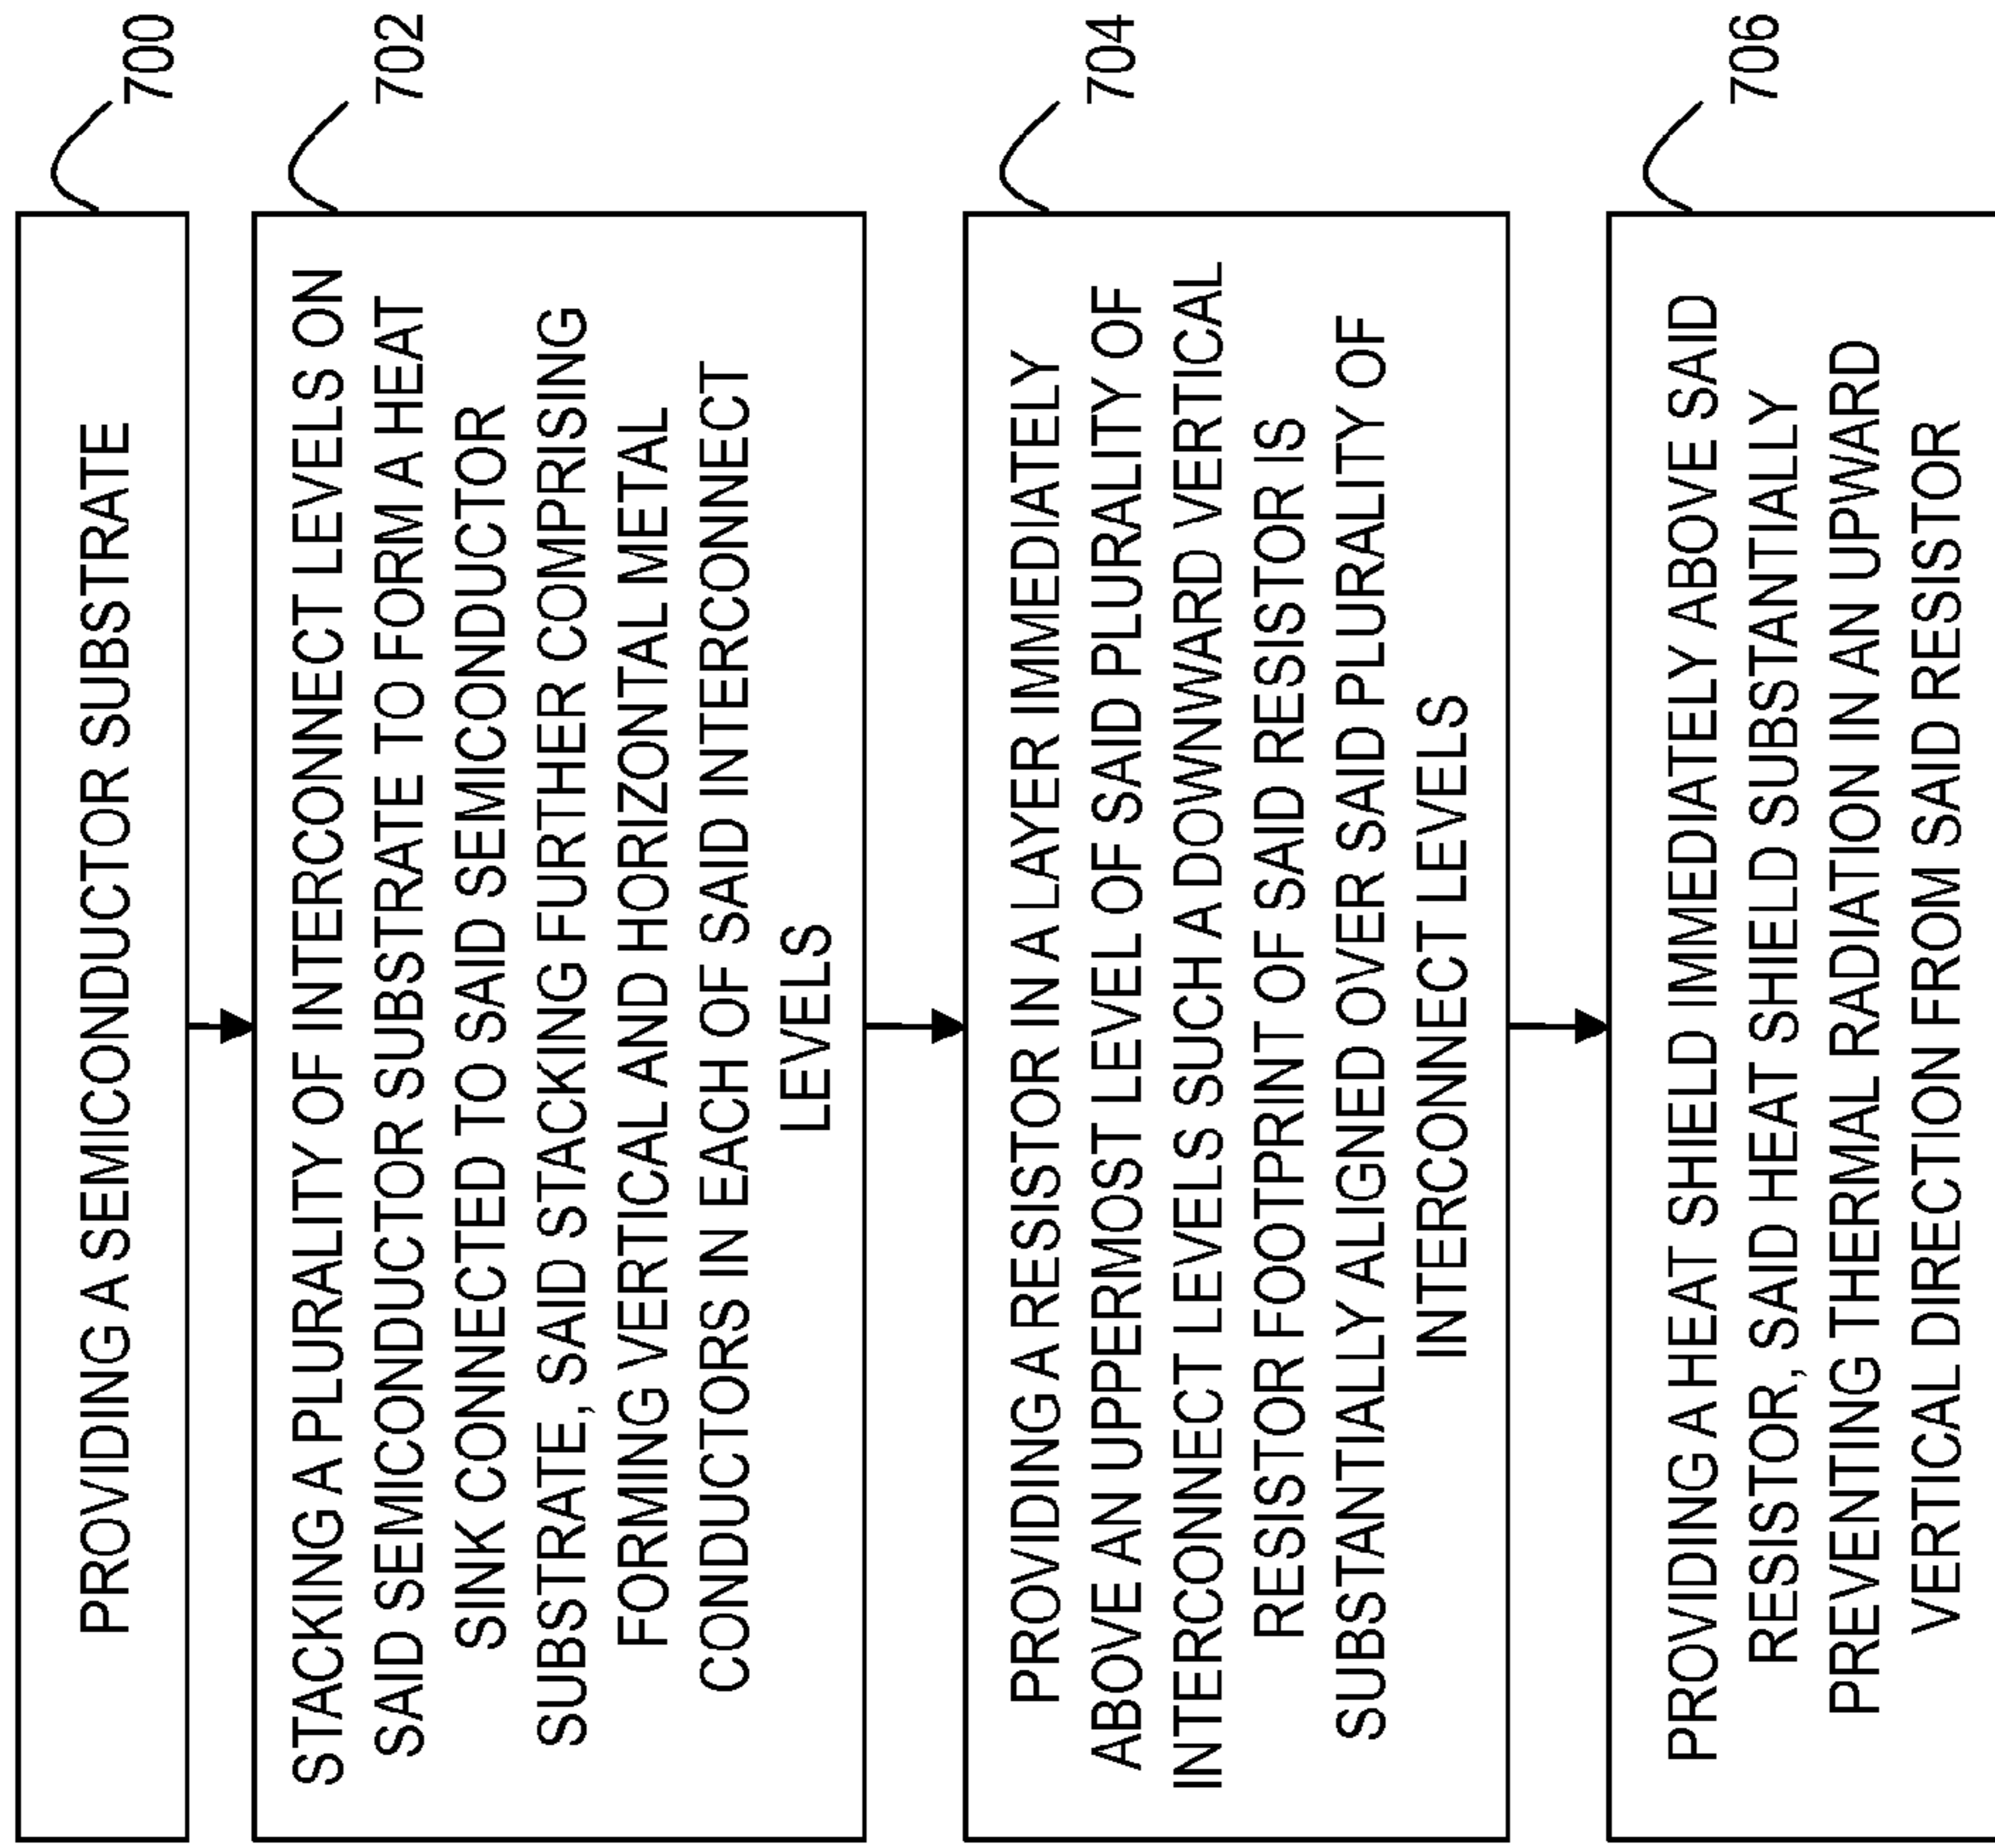 PROVIDING A SEMICONDUCTOR SUBSTRATE
700
STACKING A PLURALITY OF INTERCONNECT LEVELS ON
SAID SEMICONDUCTOR SUBSTRATE TO FORM A HEAT
SINK CONNECTED TO SAID SEMICONDUCTOR
SUBSTRATE, SAID STACKING FURTHER COMPRISING
FORMING VERTICAL AND HORIZONTAL METAL
CONDUCTORS IN EACH OF SAID INTERCONNECT
LEVELS
702
PROVIDING A RESISTOR IN A LAYER IMMEDIATELY
ABOVE AN UPPERMOST LEVEL OF SAID PLURALITY OF
INTERCONNECT LEVELS SUCH A DOWNWARD VERTICAL
RESISTOR FOOTPRINT OF SAID RESISTOR IS
SUBSTANTIALLY ALIGNED OVER SAID PLURALITY OF
INTERCONNECT LEVELS
704
PROVIDING A HEAT SHIELD IMMEDIATELY ABOVE SAID
RESISTOR, SAID HEAT SHIELD SUBSTANTIALLY
PREVENTING THERMAL RADIATION IN AN UPWARD
VERTICAL DIRECTION FROM SAID RESISTOR
706